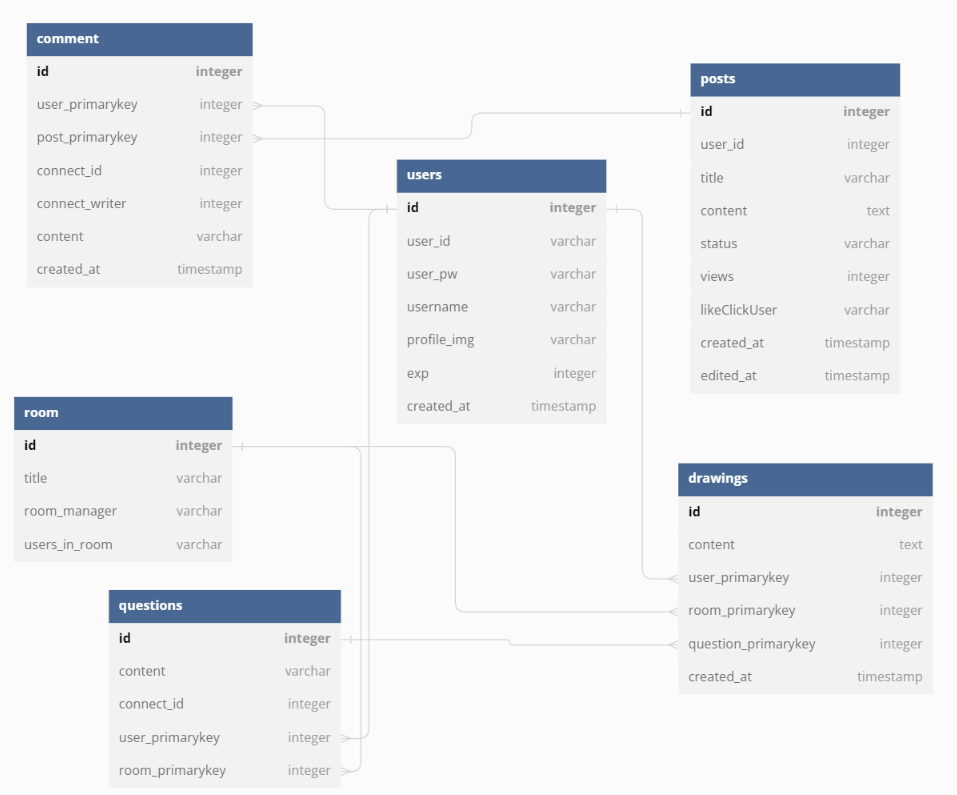 comment
id integer
user_primarykey integer
post_primarykey integer
connect_id integer
connect_writer integer
content varchar
created_at timestamp
posts
id integer
user_id integer
title varchar
content text
status varchar
views integer
likeClickUser varchar
created_at timestamp
edited_at timestamp
users
id integer
user_id varchar
user_pw varchar
username varchar
profile_img varchar
exp integer
created_at timestamp
room
id integer
title varchar
room_manager varchar
users_in_room varchar
drawings
id integer
content text
user_primarykey integer
room_primarykey integer
question_primarykey integer
created_at timestamp
questions
id integer
content varchar
connect_id integer
user_primarykey integer
room_primarykey integer